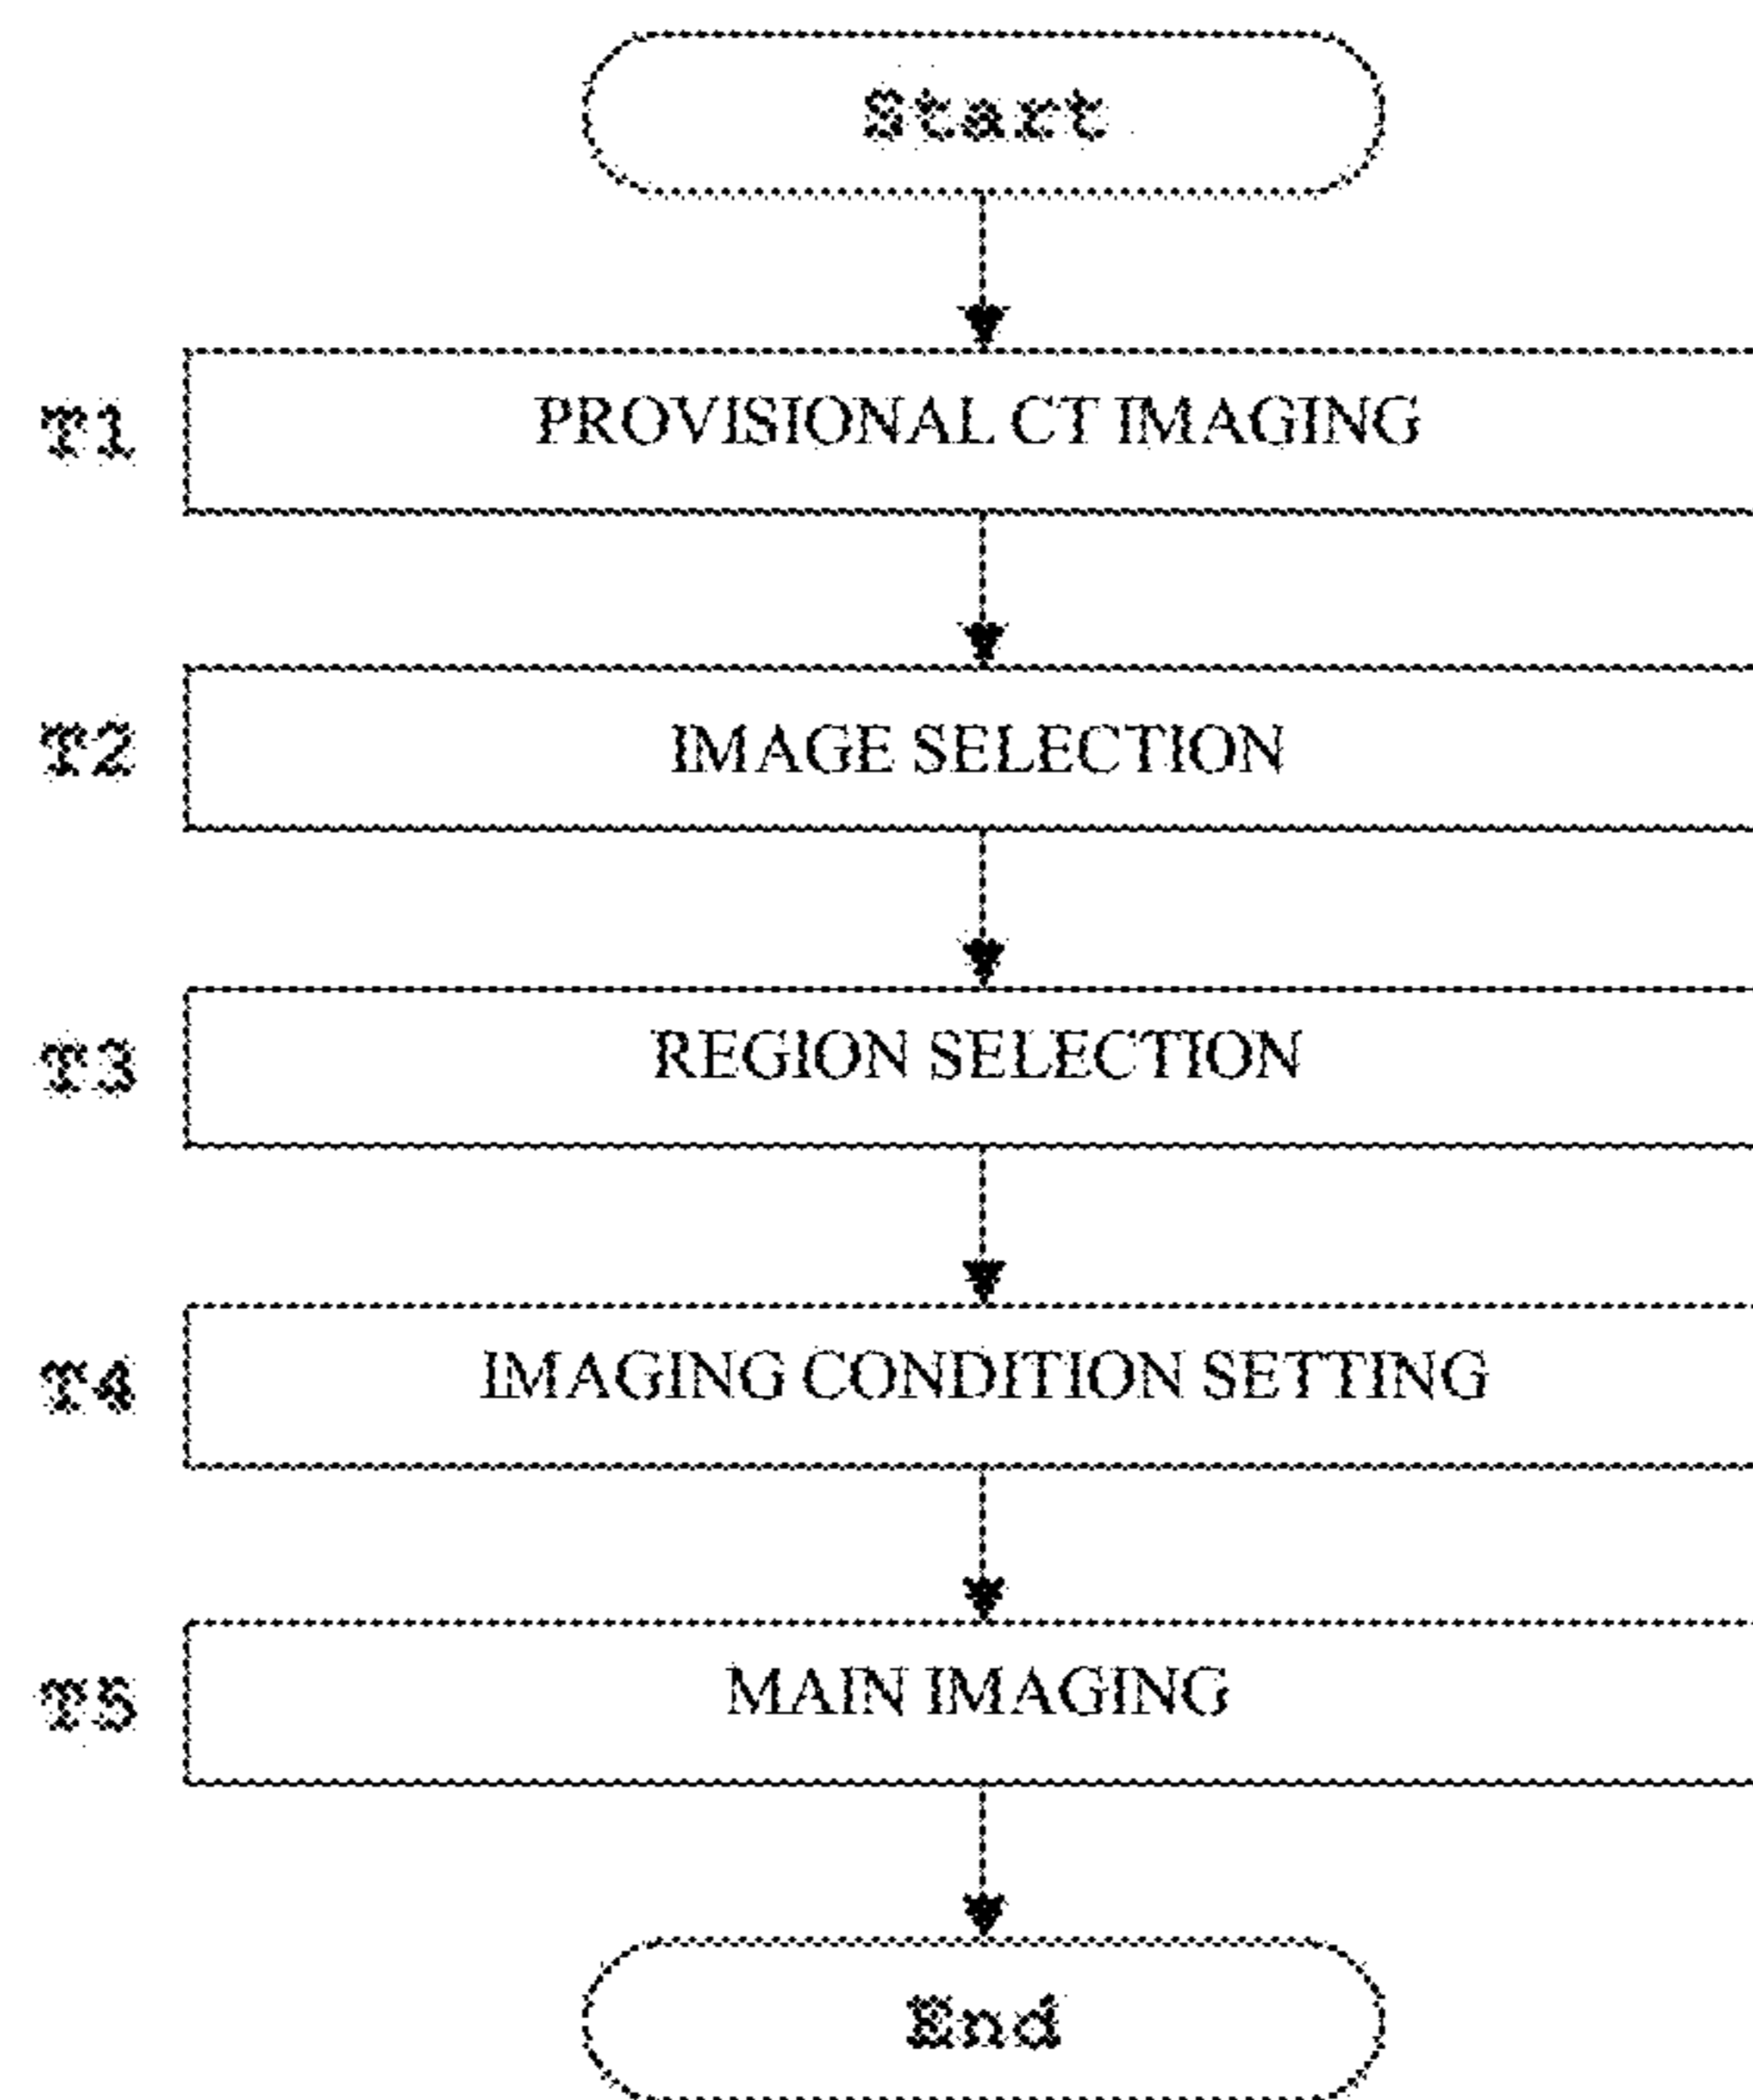 Start
T1 PROVISIONAL CT IMAGING
T2 IMAGE SELECTION
T3 REGION SELECTION
T4 IMAGING CONDITION SETTING
T5 MAIN IMAGING
End